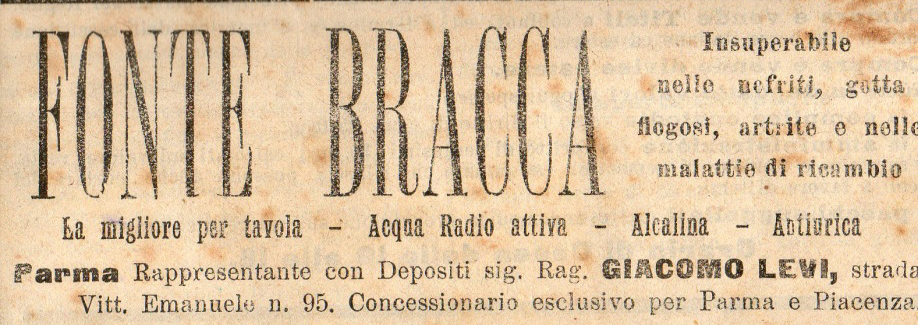 FONTE BRACCA
Insuperabile
nelle nefriti, gotta
flogosi, artrite e nelle
malattie di ricambio
La migliore per tavola - Acqua Radio attiva - Alcalina - Antiurica
Parma Rappresentante con Depositi sig. Rag. GIACOMO LEVI, strada
Vitt. Emanuele n. 95. Concessionario esclusivo per Parma e Piacenza.